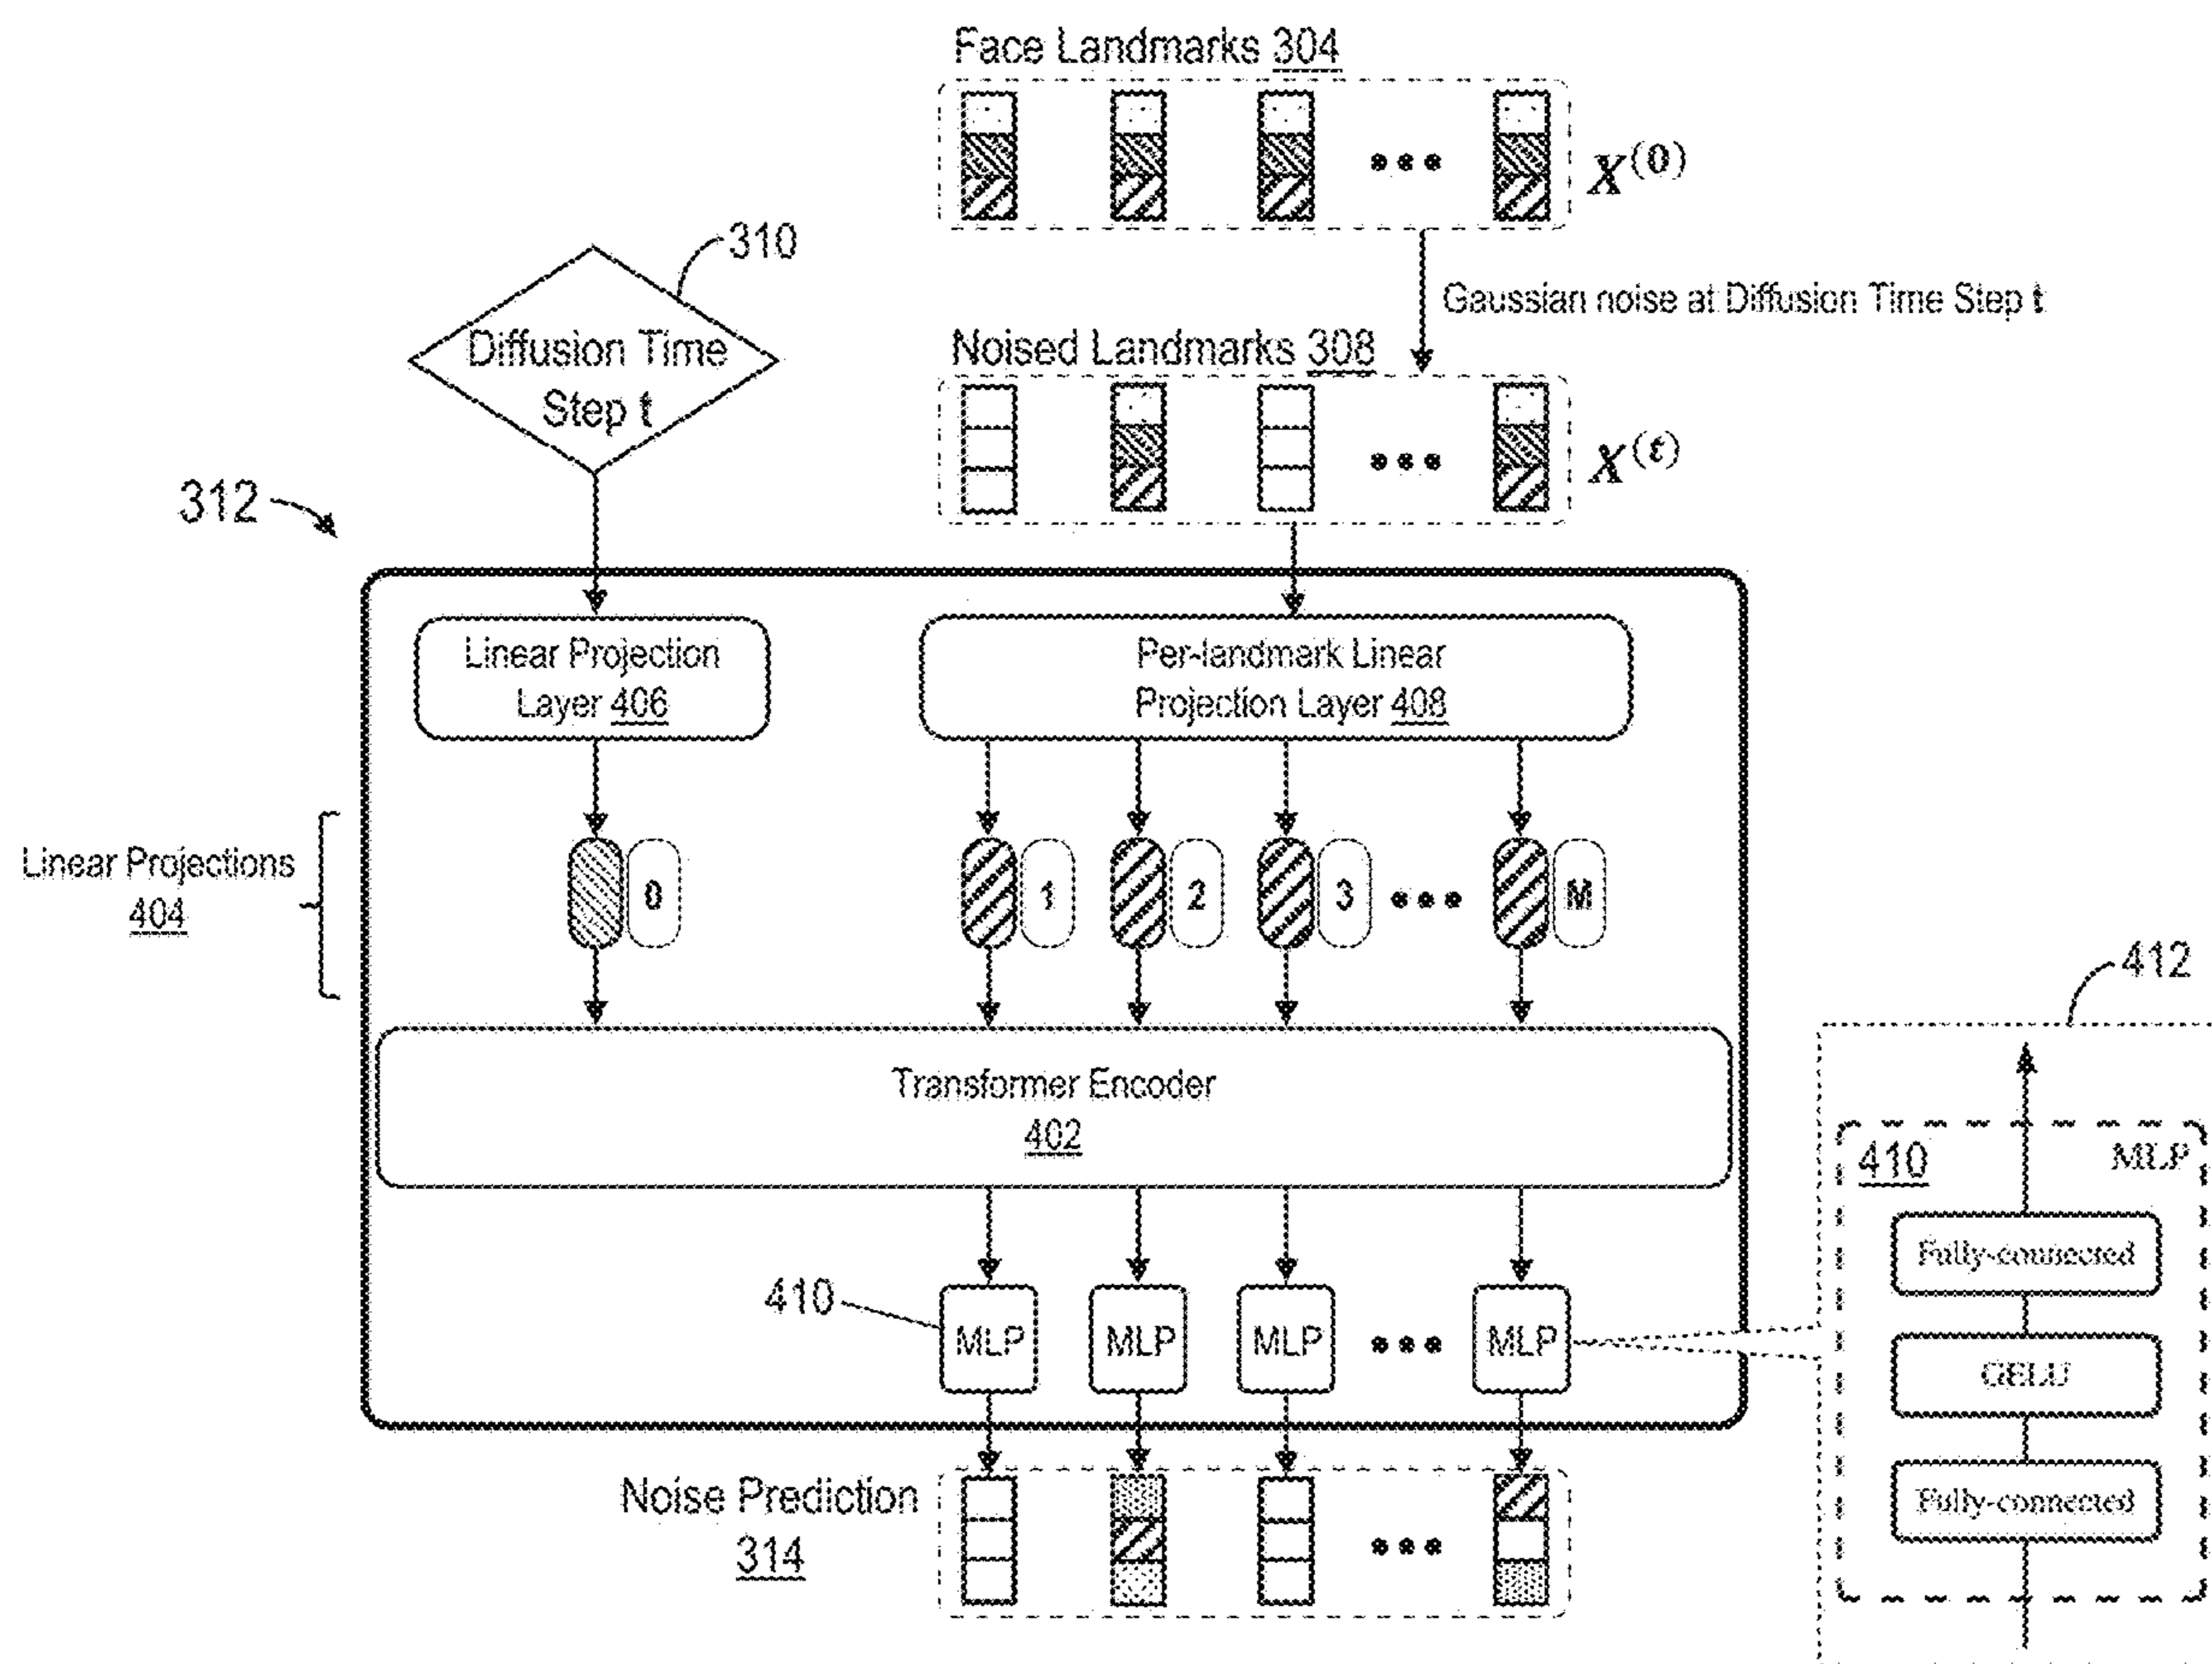 Face Landmarks 304
X^(0)
310
Diffusion Time
Step t
Gaussian noise at Diffusion Time Step t
Noised Landmarks 308
X^(t)
312
Linear Projection
Layer 406
Per-landmark Linear
Projection Layer 408
Linear Projections
404
0
1
2
3
M
Transformer Encoder
402
412
410
MLP
Fully-connected
GELU
Fully-connected
410
MLP
MLP
MLP
MLP
Noise Prediction
314